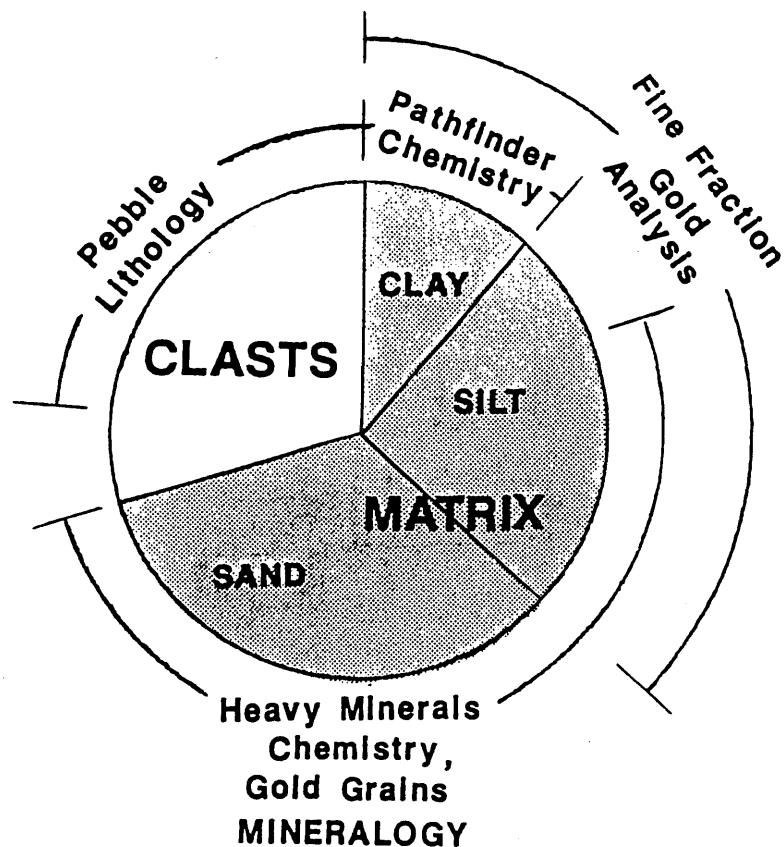 Fine Fraction
Gold
Analysis
Pathfinder
Chemistry
Pebble
Lithology
CLAY
CLASTS
SILT
MATRIX
SAND
Heavy Minerals
Chemistry,
Gold Grains
MINERALOGY